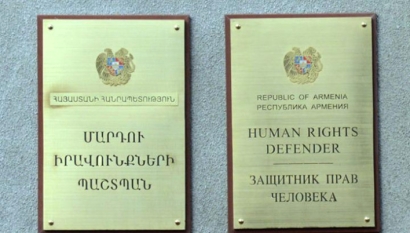 ՀԱՅԱՍՏԱՆԻ ՀԱՆՐԱՊԵՏՈՒԹՅՈՒՆ
ՄԱՐԴՈՒ
ԻՐԱՎՈՒՆՔՆԵՐԻ
ՊԱՇՏՊԱՆ
REPUBLIC OF ARMENIA
РЕСПУБЛИКА АРМЕНИЯ
HUMAN RIGHTS
DEFENDER
ЗАЩИТНИК ПРАВ
ЧЕЛОВЕКА